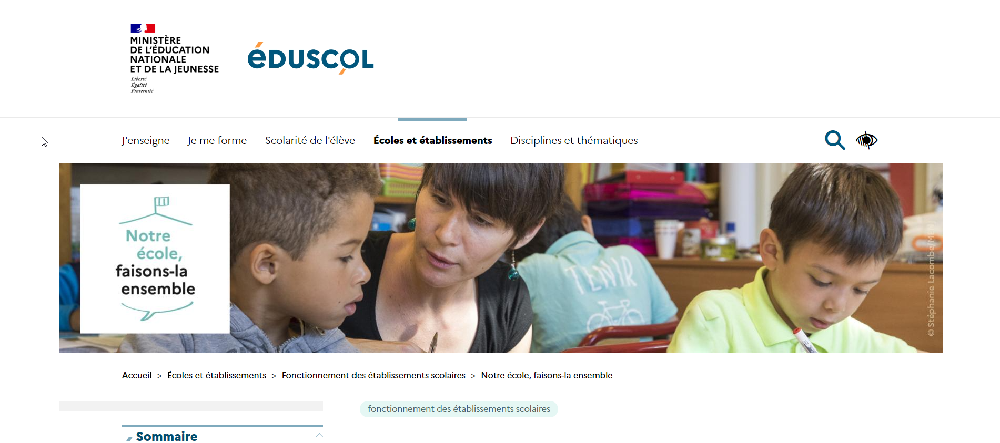 MINISTÈRE
DE L'ÉDUCATION
NATIONALE
ET DE LA JEUNESSE
Liberté
Égalité
Fraternité
éDUSCOL
J'enseigne
Je me forme
Scolarité de l'élève
Écoles et établissements
Disciplines et thématiques
Notre
école,
faisons-la
ensemble
TENIR
© Stéphanie Lacombe/MENJ
Accueil > Écoles et établissements > Fonctionnement des établissements scolaires > Notre école, faisons-la ensemble
fonctionnement des établissements scolaires
Sommaire